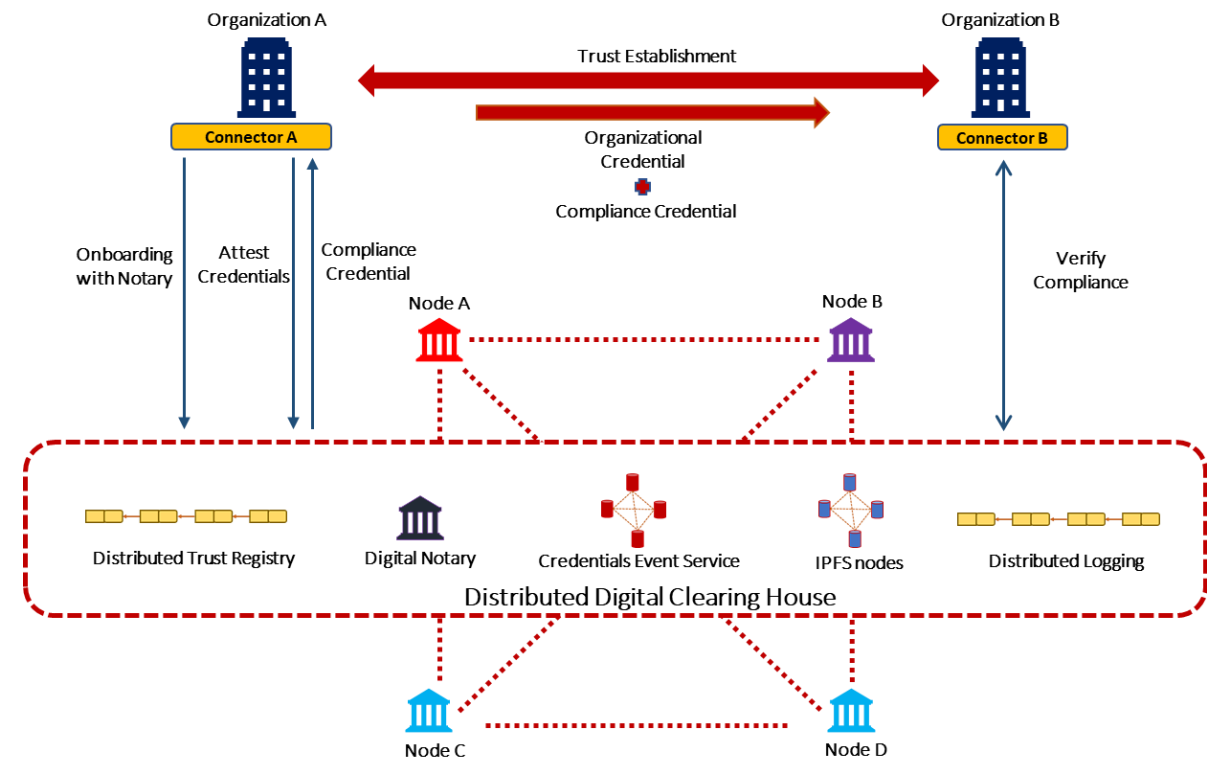 Organization A
Organization B
Trust Establishment
Connector A
Connector B
Organizational
Credential
Compliance Credential
Onboarding
with Notary
Attest
Credentials
Compliance
Credential
Verify
Compliance
Node A
Node B
Distributed Trust Registry
Digital Notary
Credentials Event Service
IPFS nodes
Distributed Logging
Distributed Digital Clearing House
Node C
Node D